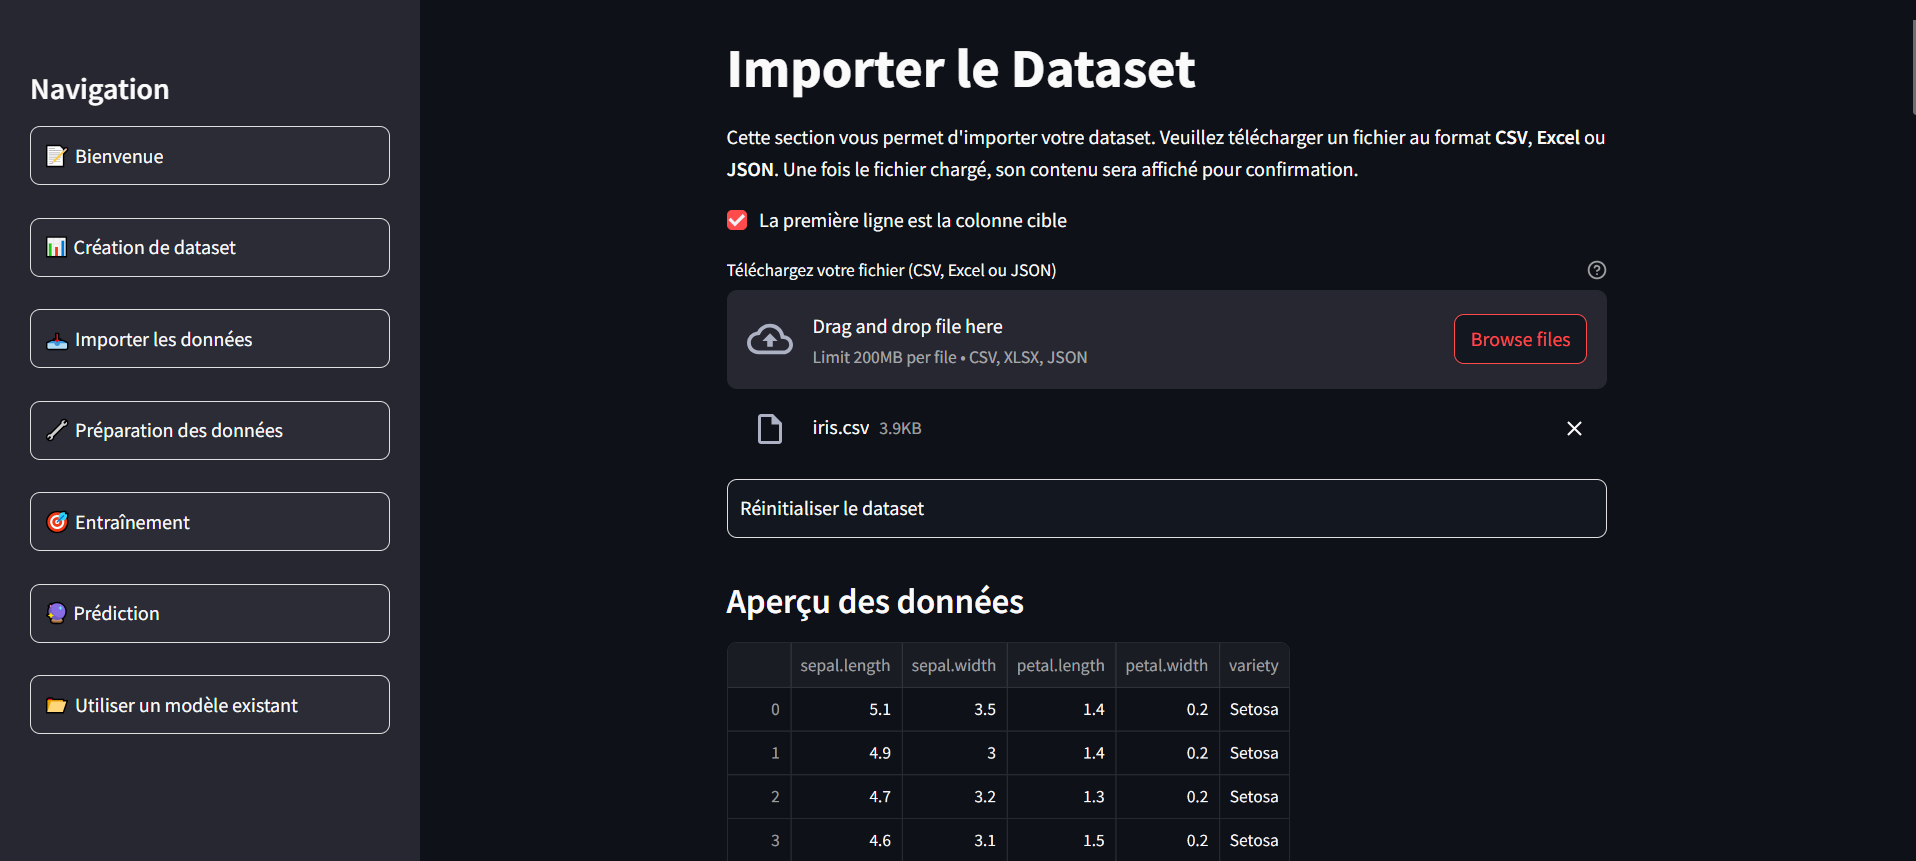 Navigation
Bienvenue
Création de dataset
Importer les données
Préparation des données
Entraînement
Prédiction
Utiliser un modèle existant
Importer le Dataset
Cette section vous permet d'importer votre dataset. Veuillez télécharger un fichier au format CSV, Excel ou
JSON. Une fois le fichier chargé, son contenu sera affiché pour confirmation.
La première ligne est la colonne cible
Téléchargez votre fichier (CSV, Excel ou JSON)
Drag and drop file here
Limit 200MB per file • CSV, XLSX, JSON
Browse files
iris.csv 3.9KB
Réinitialiser le dataset
Aperçu des données
sepal.length sepal.width petal.length petal.width variety
0 5.1 3.5 1.4 0.2 Setosa
1 4.9 3 1.4 0.2 Setosa
2 4.7 3.2 1.3 0.2 Setosa
3 4.6 3.1 1.5 0.2 Setosa